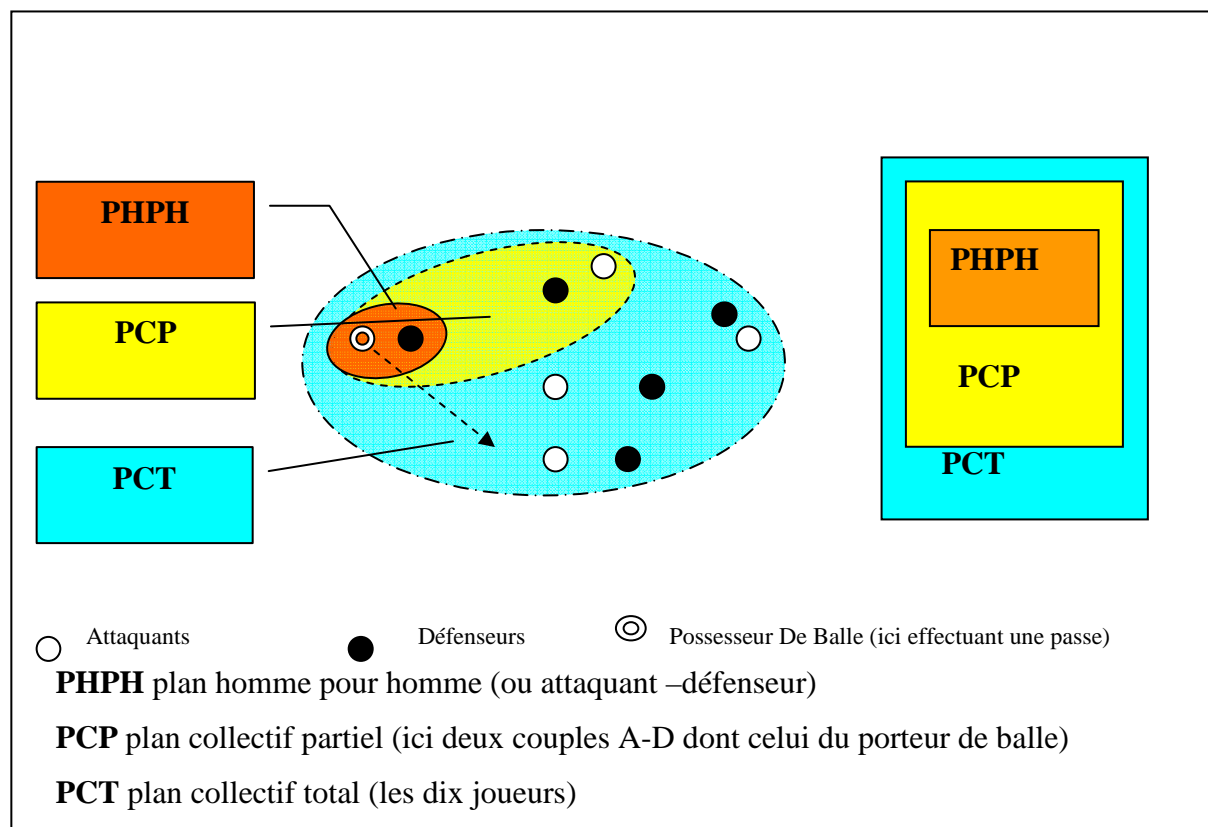 PHPH
PCP
PCT
PHPH
PCP
PCT
Attaquants Défenseurs Possesseur De Balle (ici effectuant une passe)
PHPH plan homme pour homme (ou attaquant –défenseur)
PCP plan collectif partiel (ici deux couples A-D dont celui du porteur de balle)
PCT plan collectif total (les dix joueurs)